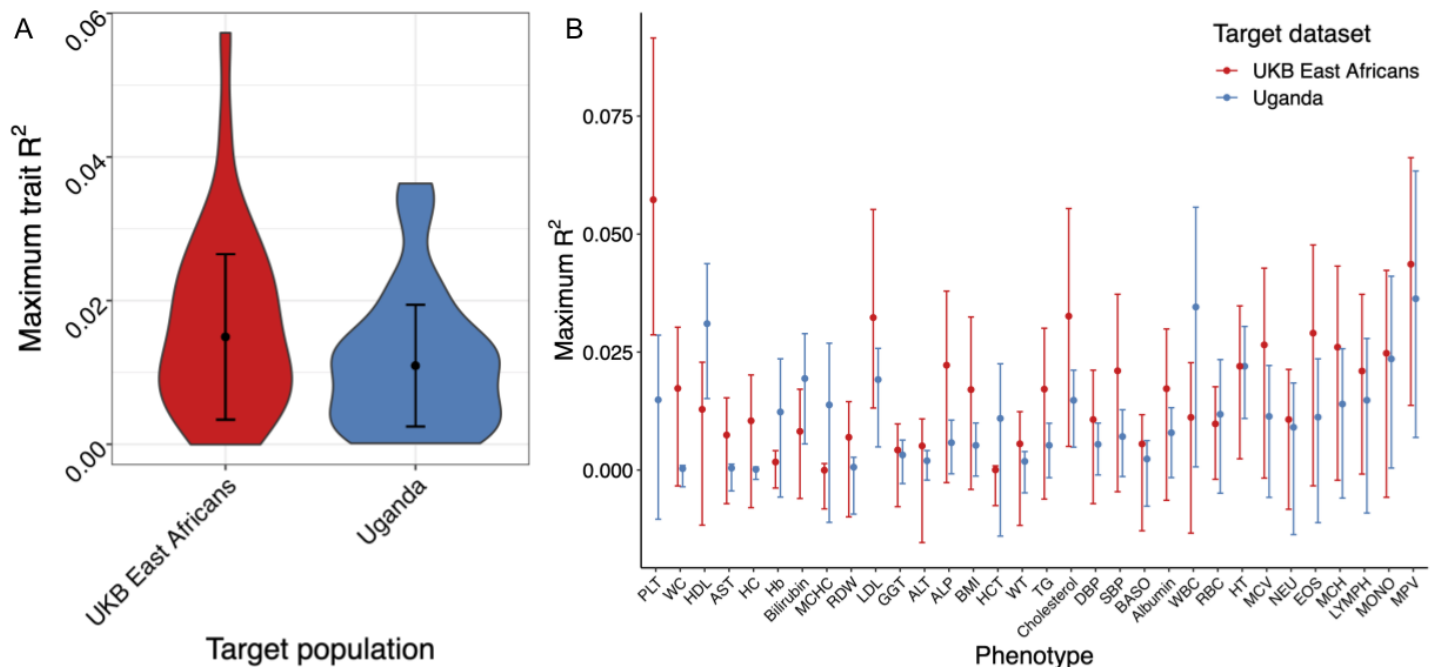 A
Maximum trait R²
0.06
0.04
0.02
0.00
UKB East Africans
Uganda
Target population
B
Target dataset
UKB East Africans
Uganda
Maximum R²
0.075
0.050
0.025
0.000
PLT
WC
HDL
AST
HC
Hb
Bilirubin
MCHC
RDW
LDL
GGT
ALT
ALP
BMI
HCT
WT
TG
Cholesterol
DBP
SBP
BASO
Albumin
WBC
RBC
HT
MCV
NEU
EOS
MCH
LYMPH
MONO
MPV
Phenotype